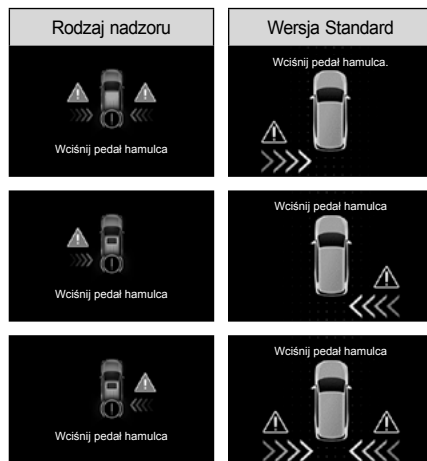 Rodzaj nadzoru
Wersja Standard
Wciśnij pedał hamulca
Wciśnij pedał hamulca.
Wciśnij pedał hamulca
Wciśnij pedał hamulca
Wciśnij pedał hamulca
Wciśnij pedał hamulca